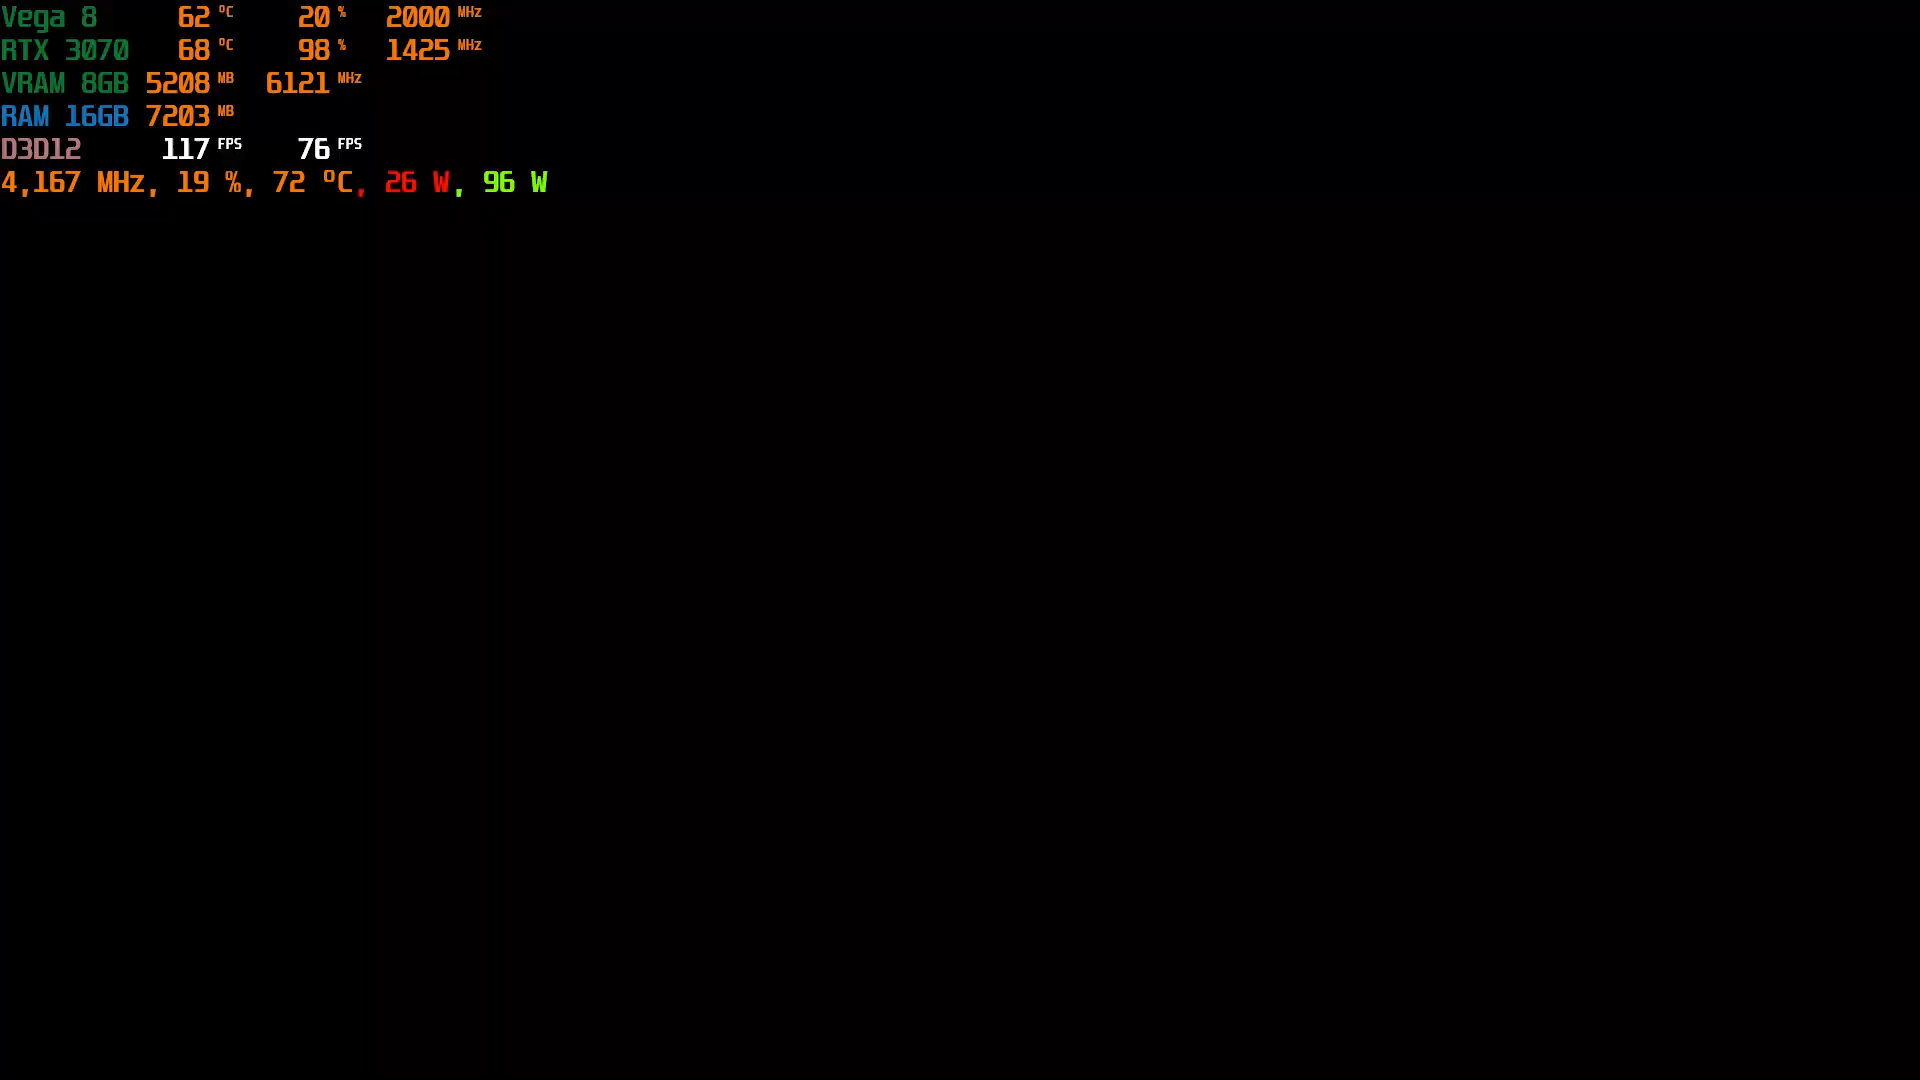 Vega 8 62 °C 20 % 2000 MHz
RTX 3070 68 °C 98 % 1425 MHz
VRAM 8GB 5208 MB 6121 MHz
RAM 16GB 7203 MB
D3D12 117 FPS 76 FPS
4,167 MHz, 19 %, 72 °C, 26 W, 96 W